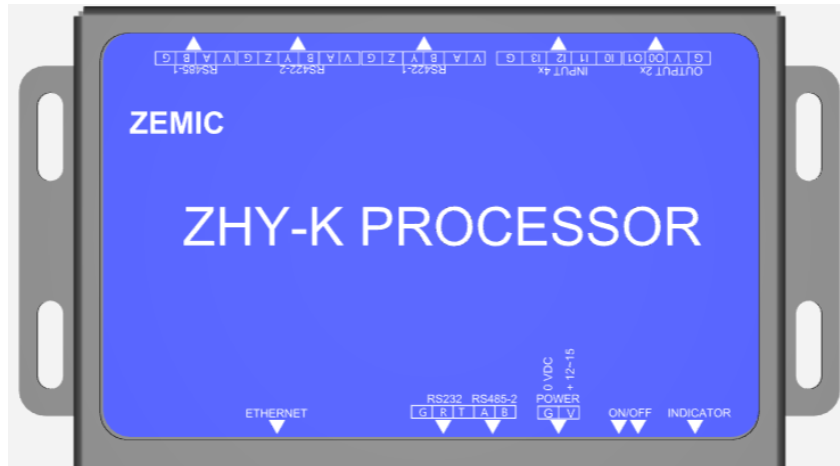 OUTPUT 2x INPUT 4x RS422-1 RS422-2 RS485-1
G V O0 O1 I0 I1 I2 I3 G V A B Y Z G V A B Y Z G V A B G
ZEMIC
ZHY-K PROCESSOR
0 VDC
+ 12~15
RS232 RS485-2 POWER
G R T A B G V
ETHERNET ON/OFF INDICATOR